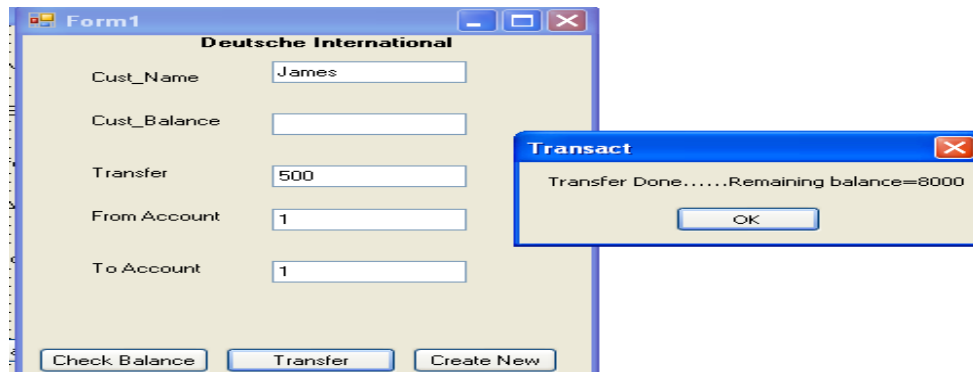 Form1
Deutsche International
Cust_Name
James
Cust_Balance
Transfer
500
From Account
1
To Account
1
Check Balance
Transfer
Create New
Transact
Transfer Done......Remaining balance=8000
OK